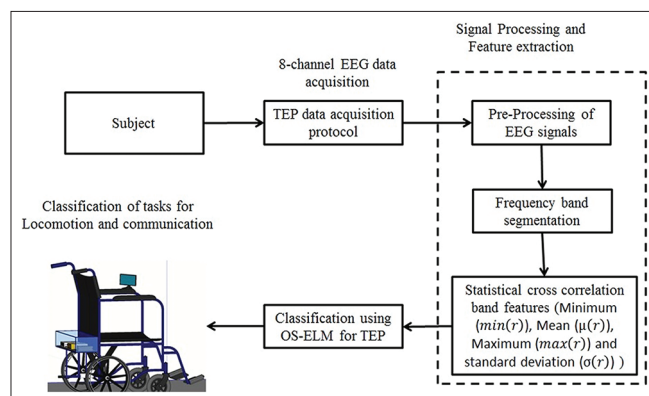 Signal Processing and
Feature extraction
8-channel EEG data
acquisition
Subject
TEP data acquisition
protocol
Pre-Processing of
EEG signals
Frequency band
segmentation
Statistical cross correlation
band features (Minimum
(min(r)), Mean (μ(r)),
Maximum (max(r)) and
standard deviation (σ(r)) )
Classification using
OS-ELM for TEP
Classification of tasks for
Locomotion and communication